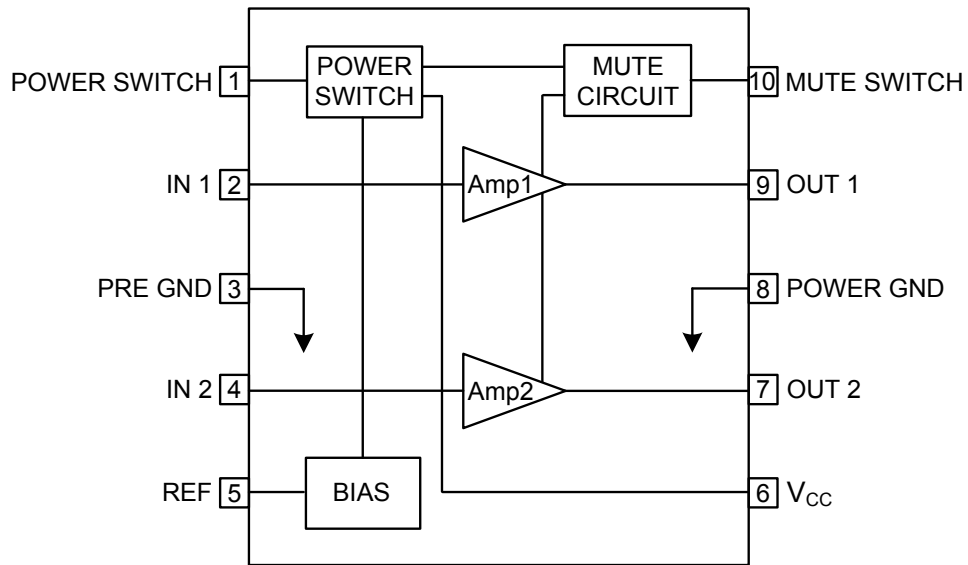 POWER SWITCH 1
POWER
SWITCH
MUTE
CIRCUIT
10 MUTE SWITCH
IN 1 2
Amp1
9 OUT 1
PRE GND 3
8 POWER GND
IN 2 4
Amp2
7 OUT 2
REF 5
BIAS
6 VCC